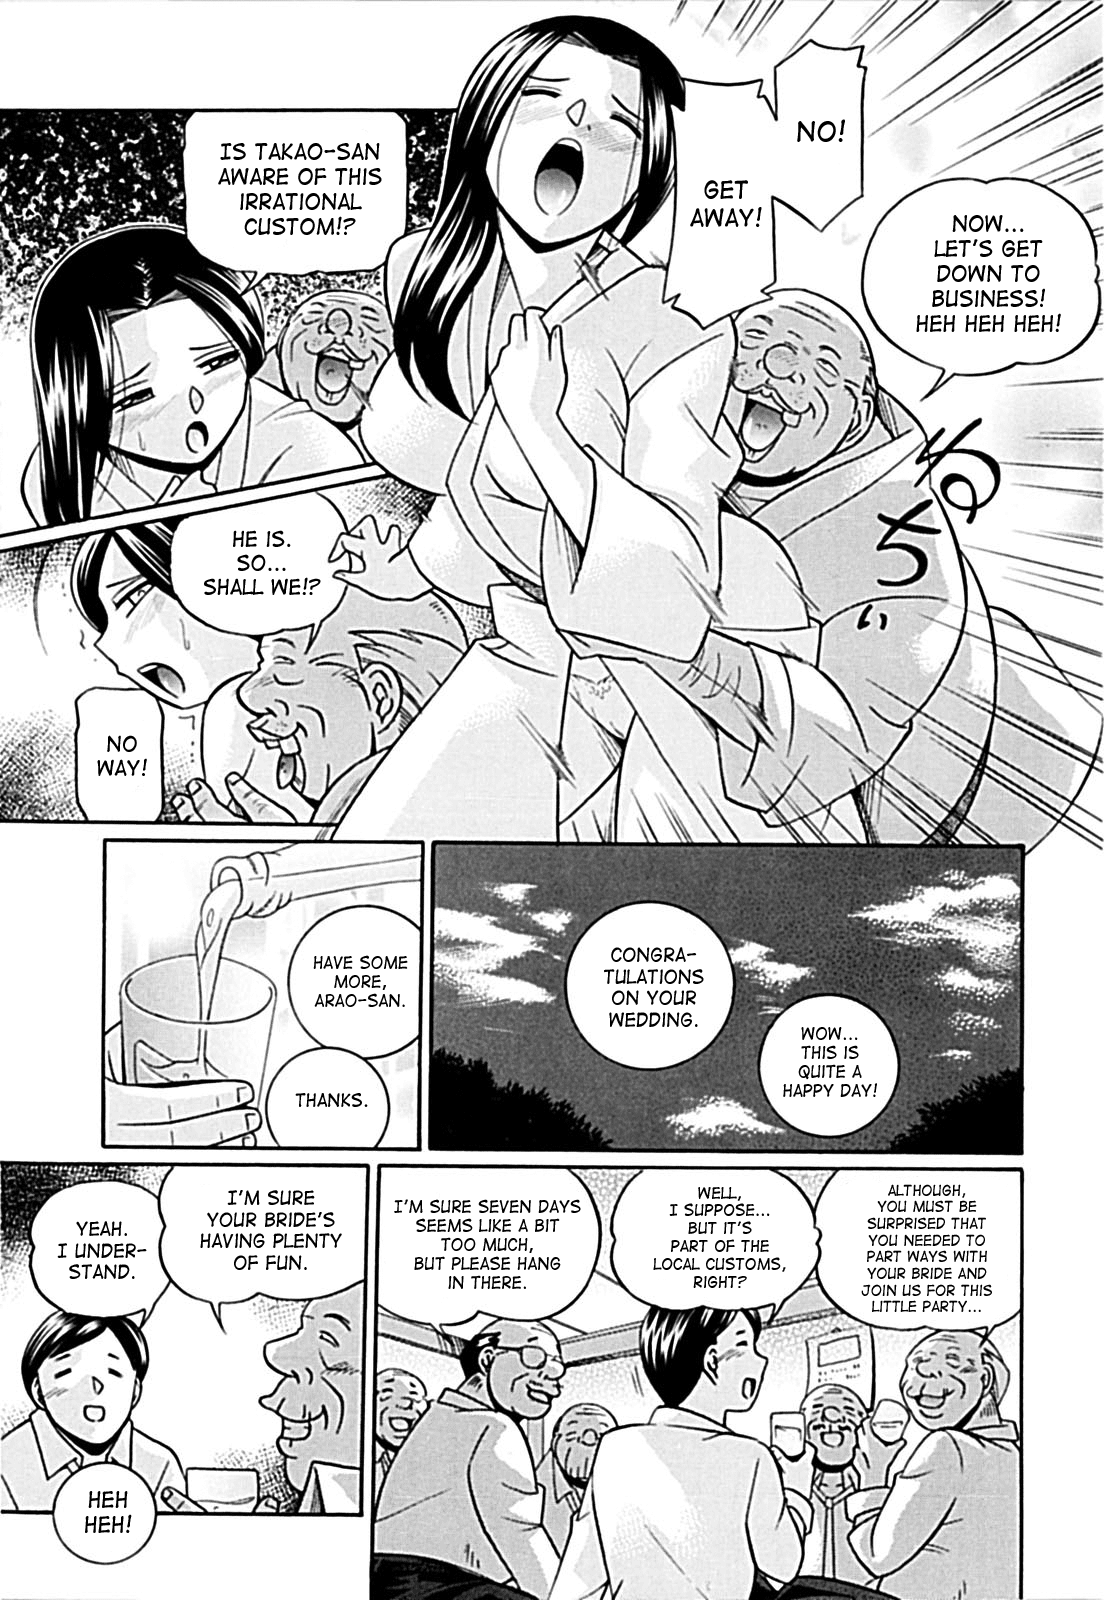 NOW...
LET'S GET
DOWN TO
BUSINESS!
HEH HEH HEH!
NO!
GET
AWAY!
ぬ
ち
ぃ
IS TAKAO-SAN
AWARE OF THIS
IRRATIONAL
CUSTOM!?
HE IS.
SO...
SHALL WE!?
NO
WAY!
CONGRA-
TULATIONS
ON YOUR
WEDDING.
WOW...
THIS IS
QUITE A
HAPPY DAY!
HAVE SOME
MORE,
ARAO-SAN.
THANKS.
ALTHOUGH,
YOU MUST BE
SURPRISED THAT
YOU NEEDED TO
PART WAYS WITH
YOUR BRIDE AND
JOIN US FOR THIS
LITTLE PARTY...
WELL,
I SUPPOSE...
BUT IT'S
PART OF THE
LOCAL CUSTOMS,
RIGHT?
I'M SURE SEVEN DAYS
SEEMS LIKE A BIT
TOO MUCH,
BUT PLEASE HANG
IN THERE.
I'M SURE
YOUR BRIDE'S
HAVING PLENTY
OF FUN.
YEAH.
I UNDER-
STAND.
HEH
HEH!